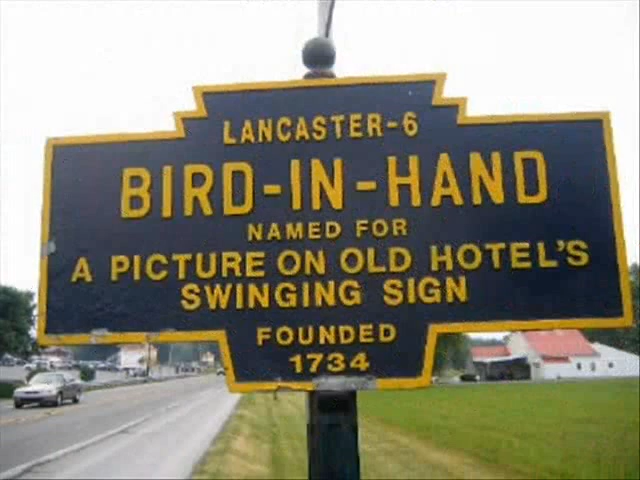 LANCASTER-6
BIRD-IN-HAND
NAMED FOR
A PICTURE ON OLD HOTEL'S
SWINGING SIGN
FOUNDED
1734